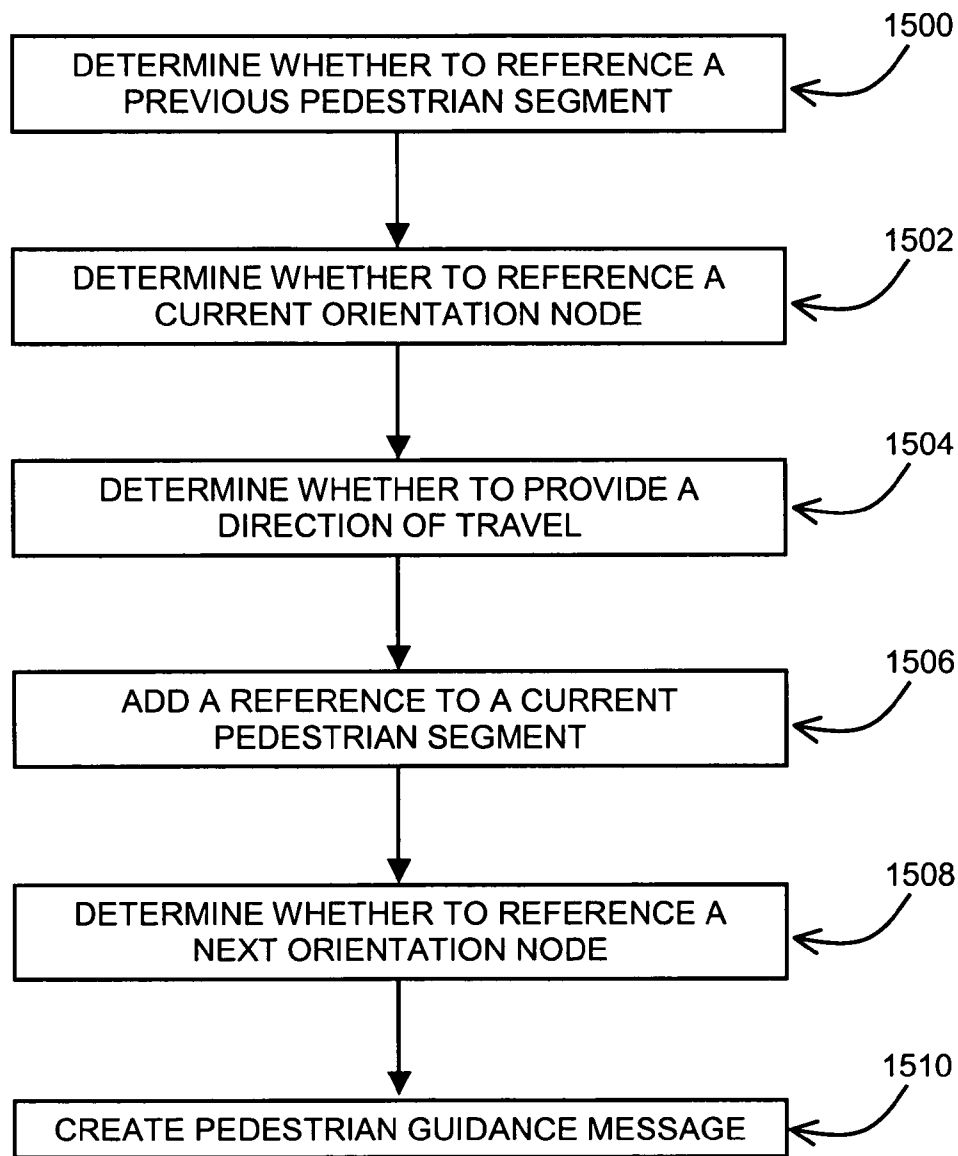 1500
DETERMINE WHETHER TO REFERENCE A
PREVIOUS PEDESTRIAN SEGMENT
1502
DETERMINE WHETHER TO REFERENCE A
CURRENT ORIENTATION NODE
1504
DETERMINE WHETHER TO PROVIDE A
DIRECTION OF TRAVEL
1506
ADD A REFERENCE TO A CURRENT
PEDESTRIAN SEGMENT
1508
DETERMINE WHETHER TO REFERENCE A
NEXT ORIENTATION NODE
1510
CREATE PEDESTRIAN GUIDANCE MESSAGE